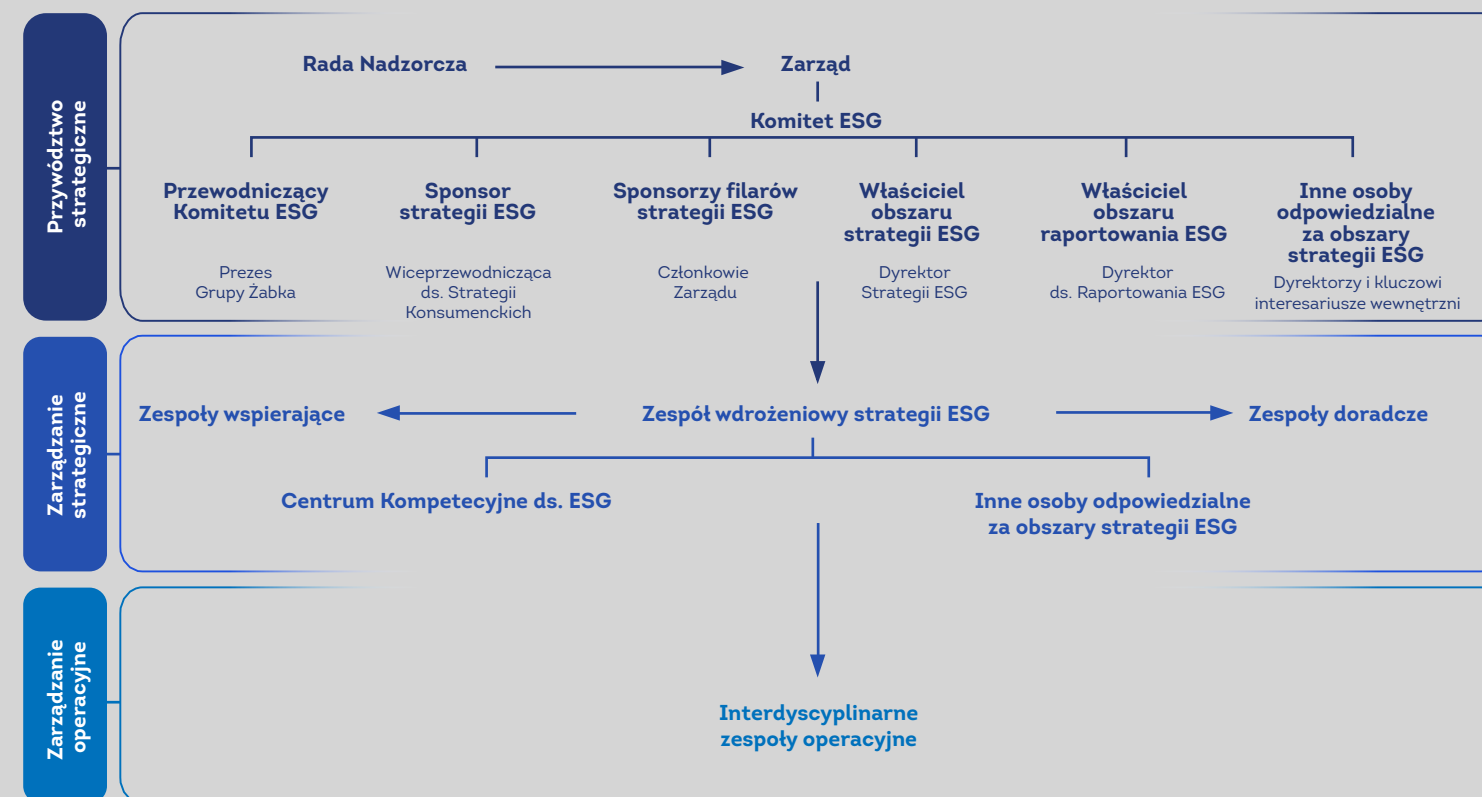 Przywództwo
strategiczne
Rada Nadzorcza
Zarząd
Komitet ESG
Przewodniczący
Komitetu ESG
Prezes
Grupy Żabka
Sponsor
strategii ESG
Wiceprzewodnicząca
ds. Strategii
Konsumenckich
Sponsorzy filarów
strategii ESG
Członkowie
Zarządu
Właściciel
obszaru
strategii ESG
Dyrektor
Strategii ESG
Właściciel
obszaru
raportowania ESG
Dyrektor
ds. Raportowania ESG
Inne osoby
odpowiedzialne
za obszary
strategii ESG
Dyrektorzy i kluczowi
interesariusze wewnętrzni
Zarządzanie
strategiczne
Zespoły wspierające
Zespół wdrożeniowy strategii ESG
Zespoły doradcze
Centrum Kompetecyjne ds. ESG
Inne osoby odpowiedzialne
za obszary strategii ESG
Zarządzanie
operacyjne
Interdyscyplinarne
zespoły operacyjne